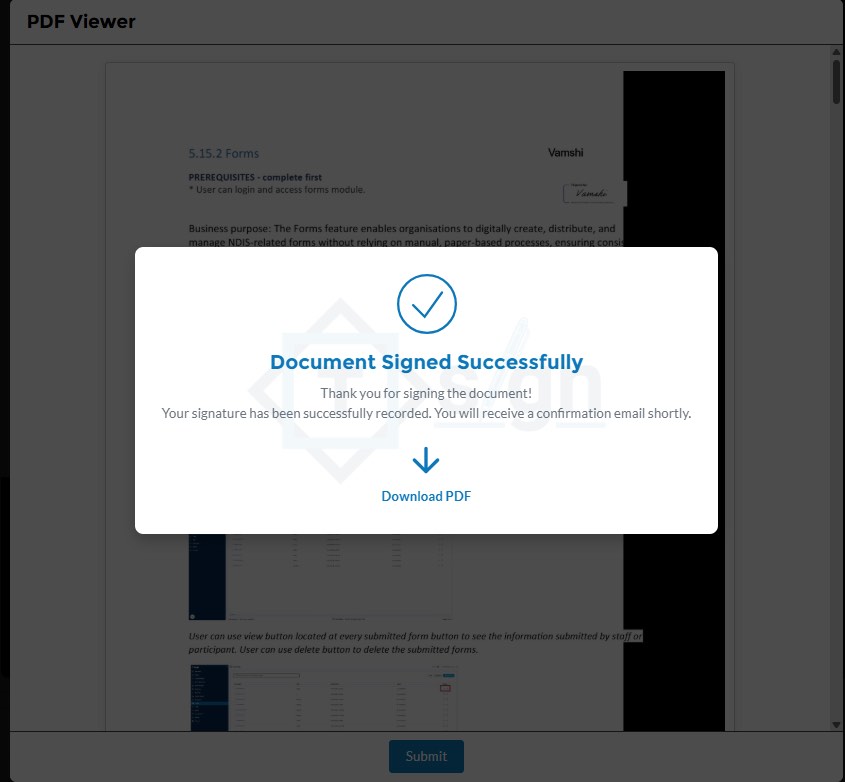 PDF Viewer
5.15.2 Forms
Vamshi
PREREQUISITES - complete first
* User can login and access forms module.
Vamshi
Business purpose: The Forms feature enables organisations to digitally create, distribute, and
manage NDIS-related forms without relying on manual, paper-based processes, ensuring consis
T sign
Document Signed Successfully
Thank you for signing the document!
Your signature has been successfully recorded. You will receive a confirmation email shortly.
Download PDF
User can use view button located at every submitted form button to see the information submitted by staff or
participant. User can use delete button to delete the submitted forms.
Submit